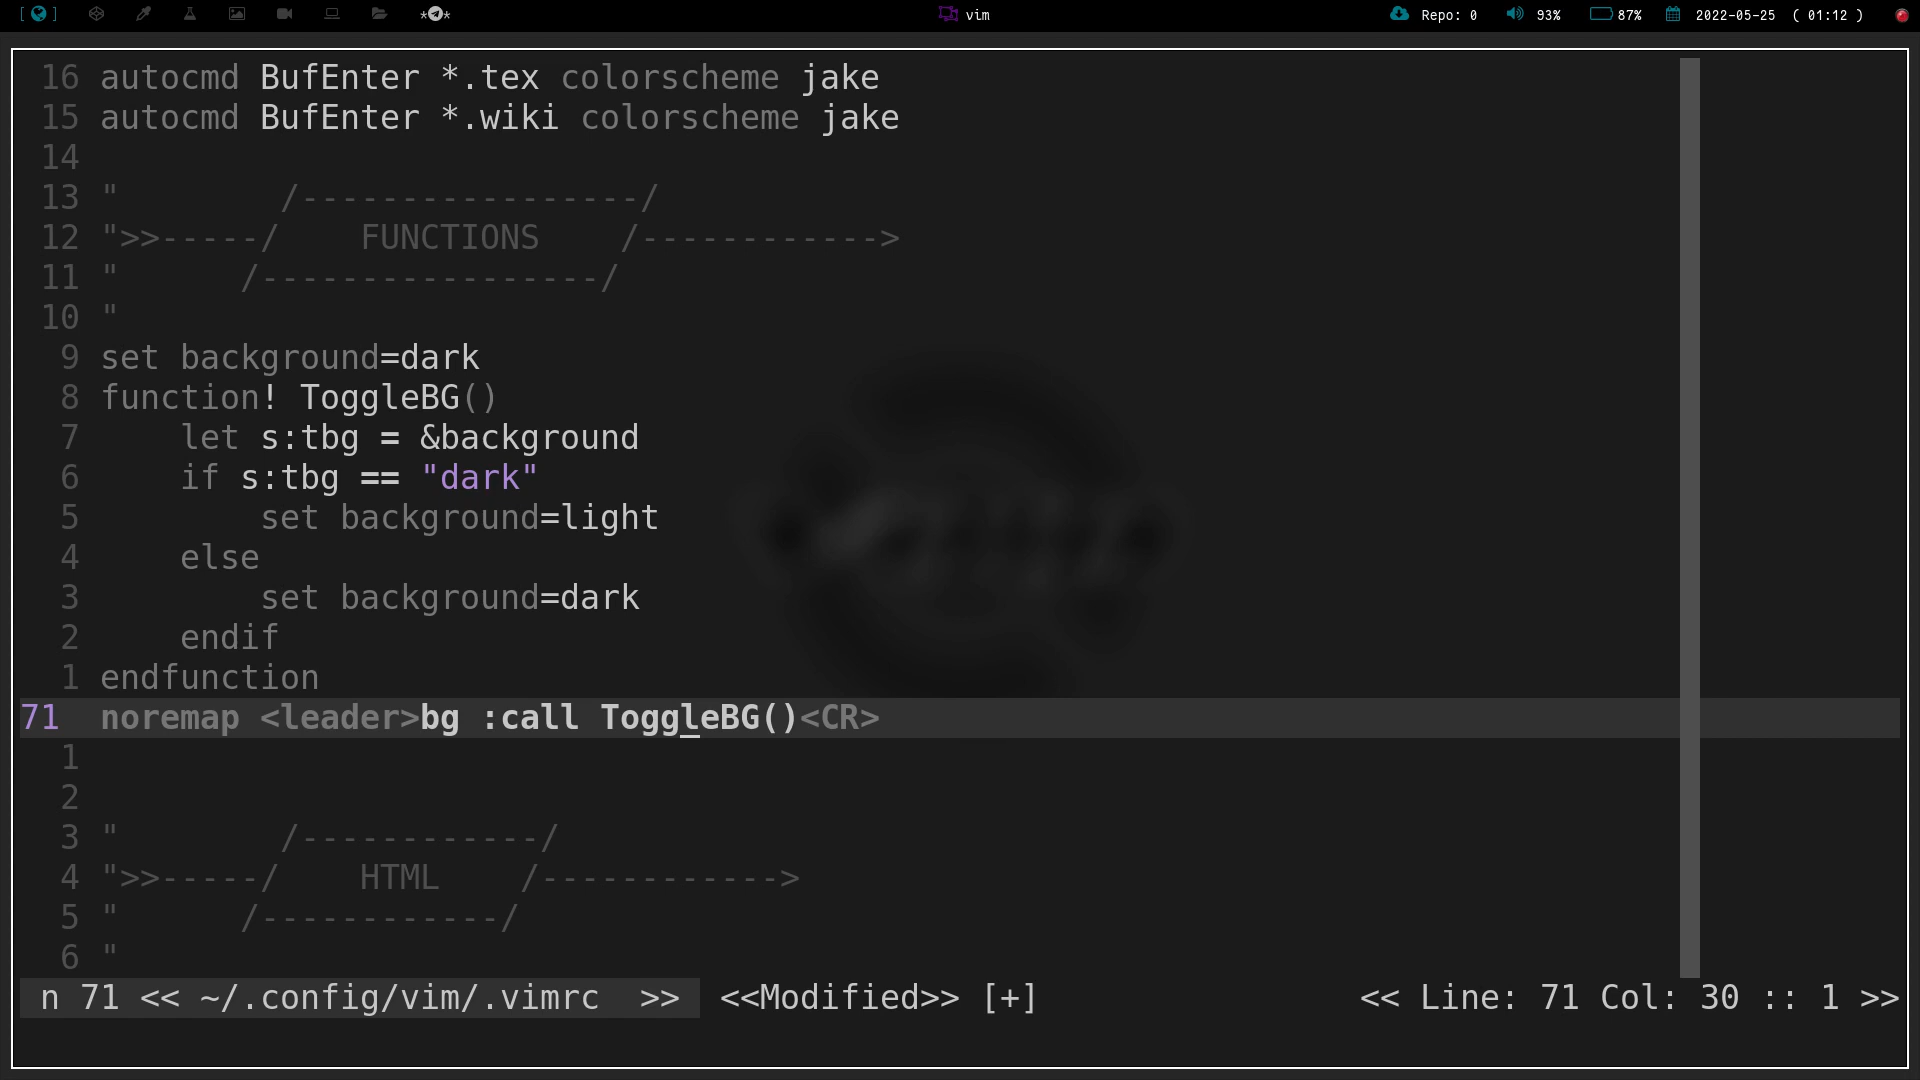 [ ] ** vim Repo: 0 93% 87% 2022-05-25 ( 01:12 )
16 autocmd BufEnter *.tex colorscheme jake
15 autocmd BufEnter *.wiki colorscheme jake
14
13 "        /-----------------/
12 ">>-----/    FUNCTIONS    /------------>
11 "      /-----------------/
10 "
9 set background=dark
8 function! ToggleBG()
7     let s:tbg = &background
6     if s:tbg == "dark"
5         set background=light
4     else
3         set background=dark
2     endif
1 endfunction
71 noremap <leader>bg :call ToggleBG()<CR>
1
2
3 "        /------------/
4 ">>-----/    HTML    /------------>
5 "      /------------/
6 "
n 71 << ~/.config/vim/.vimrc  >> <<Modified>> [+] << Line: 71 Col: 30 :: 1 >>